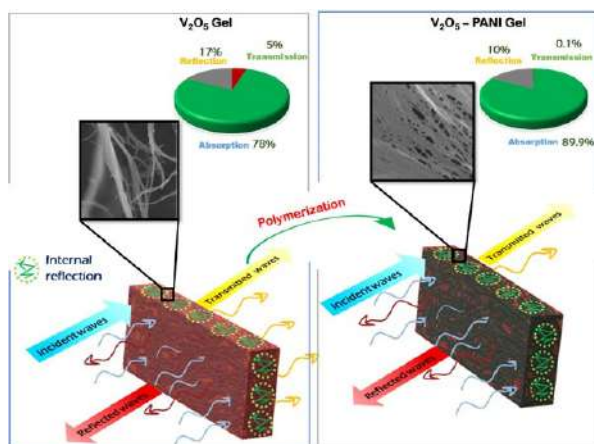 V₂O₅ Gel
17%
Reflection
5%
Transmission
Absorption 78%
V₂O₅ – PANI Gel
10%
Reflection
0.1%
Transmission
Absorption 89.9%
Polymerization
Internal
reflection
Incident waves
Transmitted waves
Reflected waves
Incident waves
Transmitted waves
Reflected waves